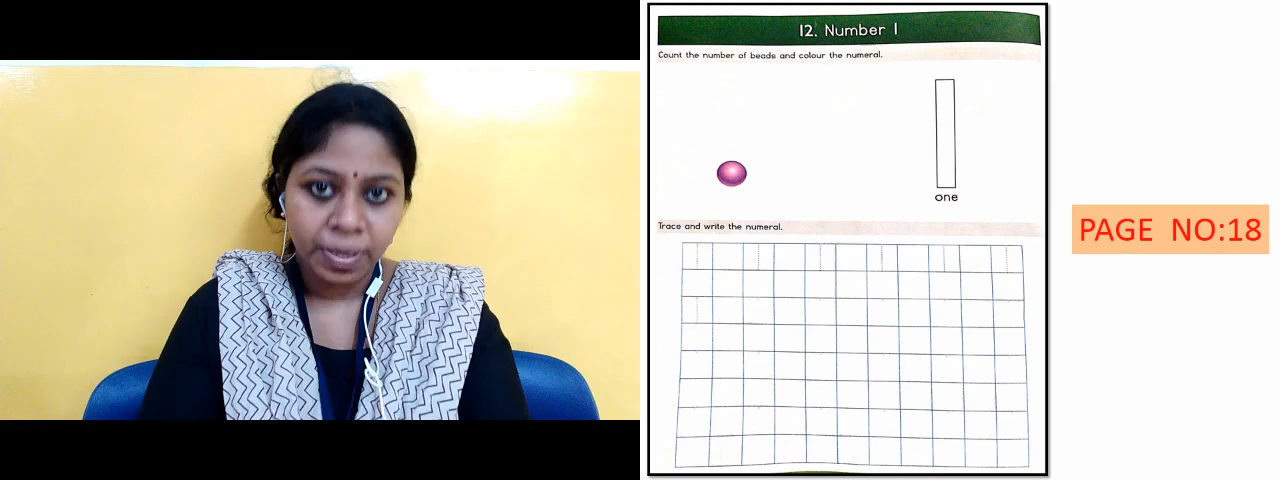 12. Number 1
Count the number of beads and colour the numeral.
one
Trace and write the numeral.
PAGE NO:18